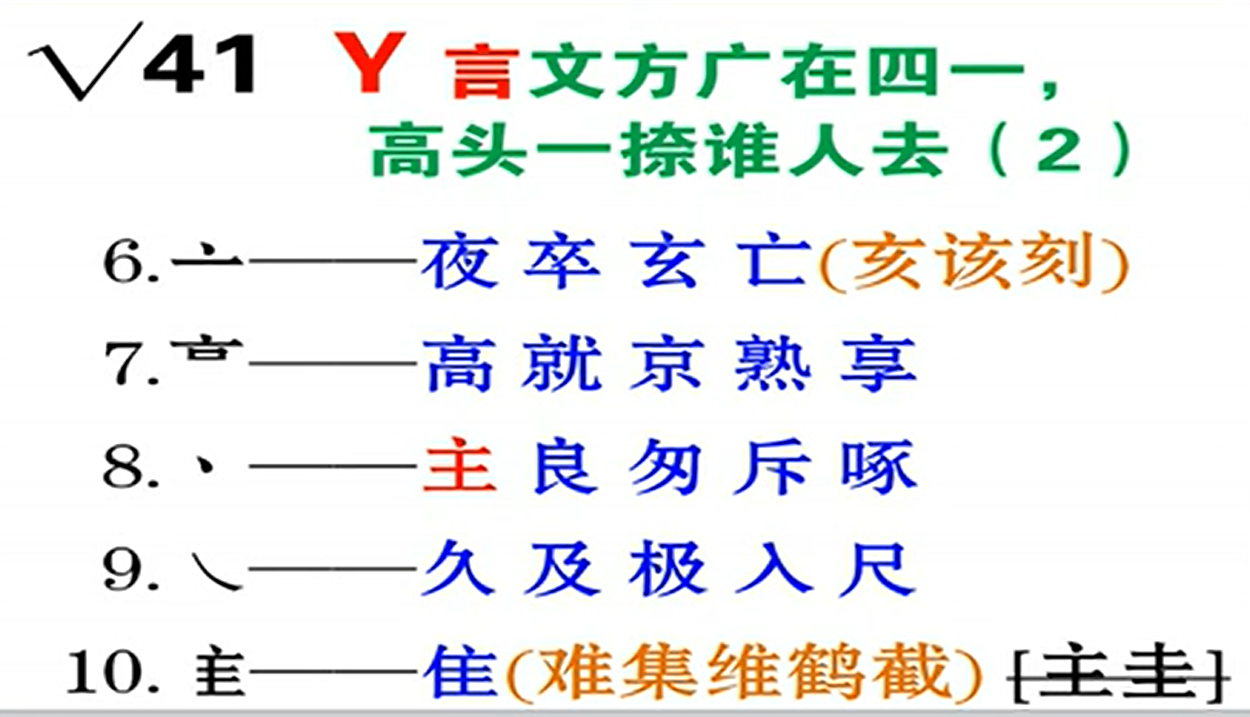 √41 Y 言文方广在四一，
高头一捺谁人去（2）
6.亠——夜 卒 玄 亡(亥该刻)
7.——高 就 京 熟 享
8.丶——主 良 匆 斥 啄
9.㇏——久 及 极 入 尺
10.——隹(难集维鹤截) [主圭]